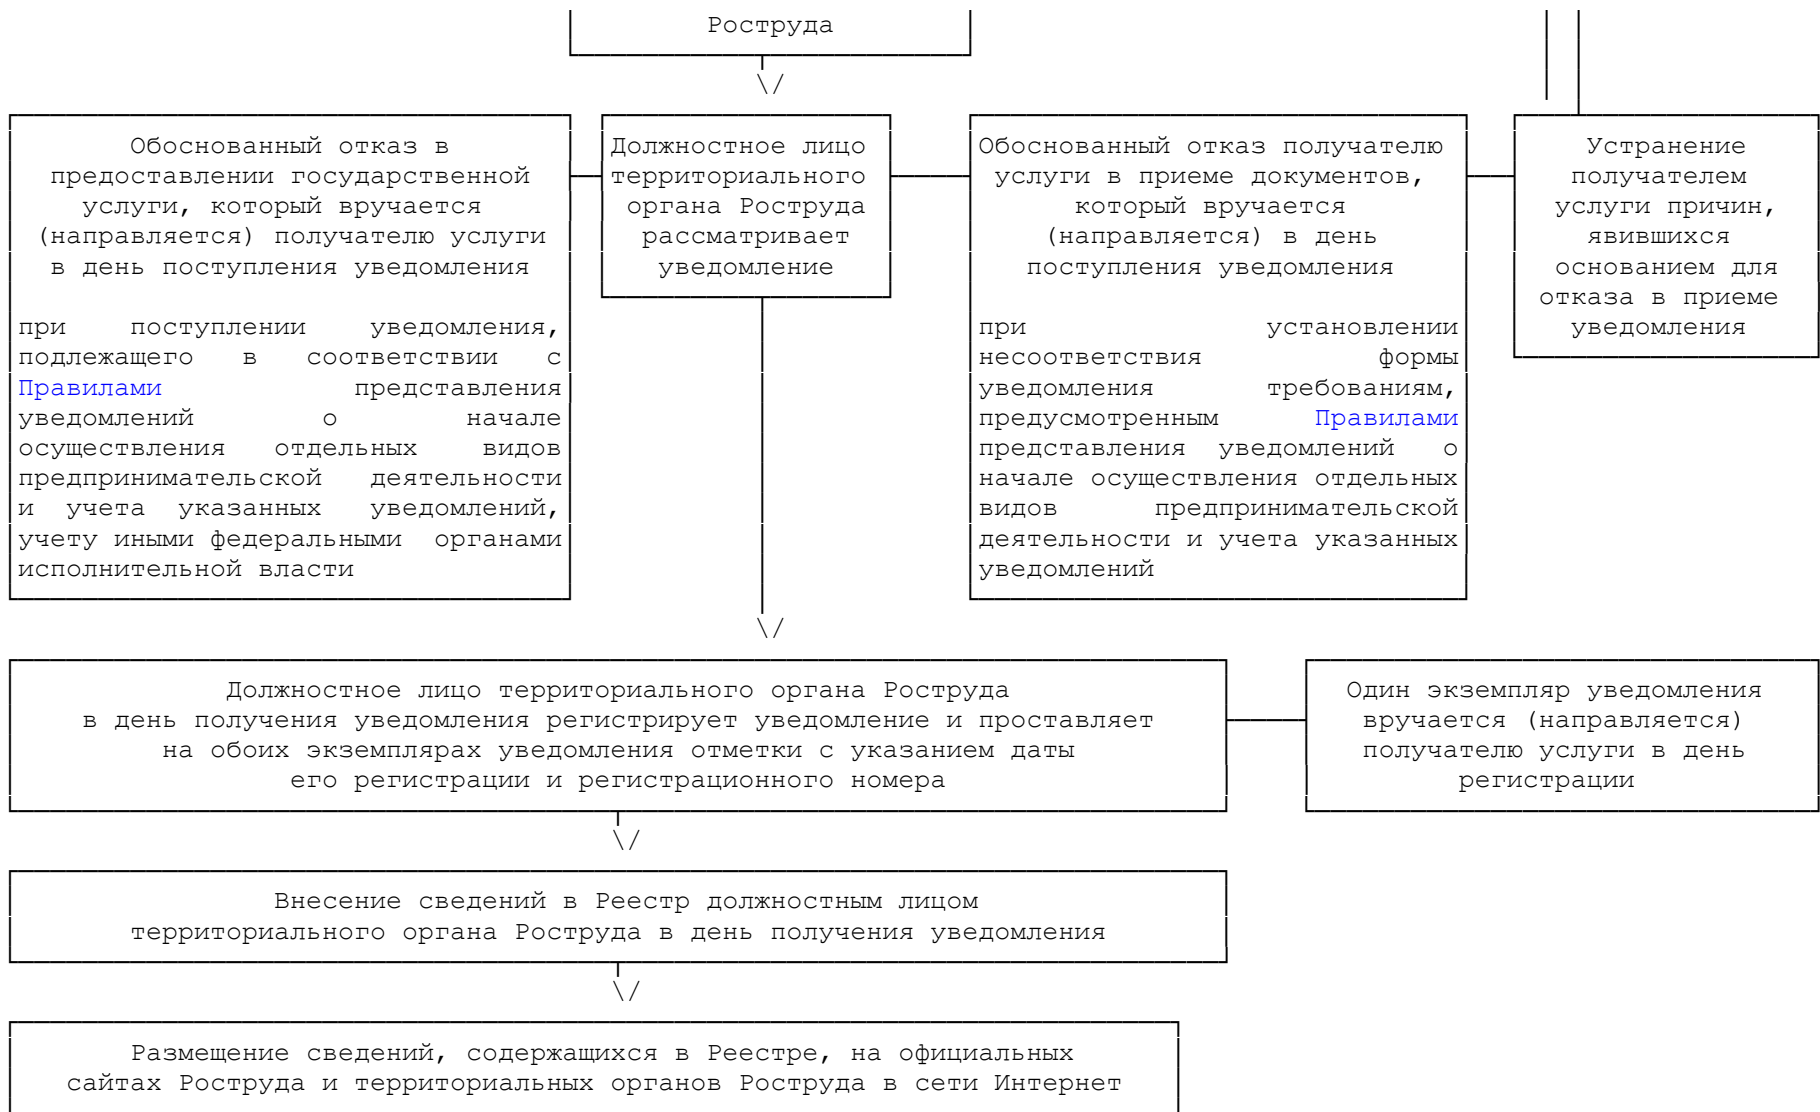 Роструда
\/
Обоснованный отказ в
предоставлении государственной
услуги, который вручается
(направляется) получателю услуги
в день поступления уведомления
при поступлении уведомления,
подлежащего в соответствии с
Правилами представления
уведомлений о начале
осуществления отдельных видов
предпринимательской деятельности
и учета указанных уведомлений,
учету иными федеральными органами
исполнительной власти
Должностное лицо
территориального
органа Роструда
рассматривает
уведомление
Обоснованный отказ получателю
услуги в приеме документов,
который вручается
(направляется) в день
поступления уведомления
при установлении
несоответствия формы
уведомления требованиям,
предусмотренным Правилами
представления уведомлений о
начале осуществления отдельных
видов предпринимательской
деятельности и учета указанных
уведомлений
Устранение
получателем
услуги причин,
явившихся
основанием для
отказа в приеме
уведомления
\/
Должностное лицо территориального органа Роструда
в день получения уведомления регистрирует уведомление и проставляет
на обоих экземплярах уведомления отметки с указанием даты
его регистрации и регистрационного номера
Один экземпляр уведомления
вручается (направляется)
получателю услуги в день
регистрации
\/
Внесение сведений в Реестр должностным лицом
территориального органа Роструда в день получения уведомления
\/
Размещение сведений, содержащихся в Реестре, на официальных
сайтах Роструда и территориальных органов Роструда в сети Интернет